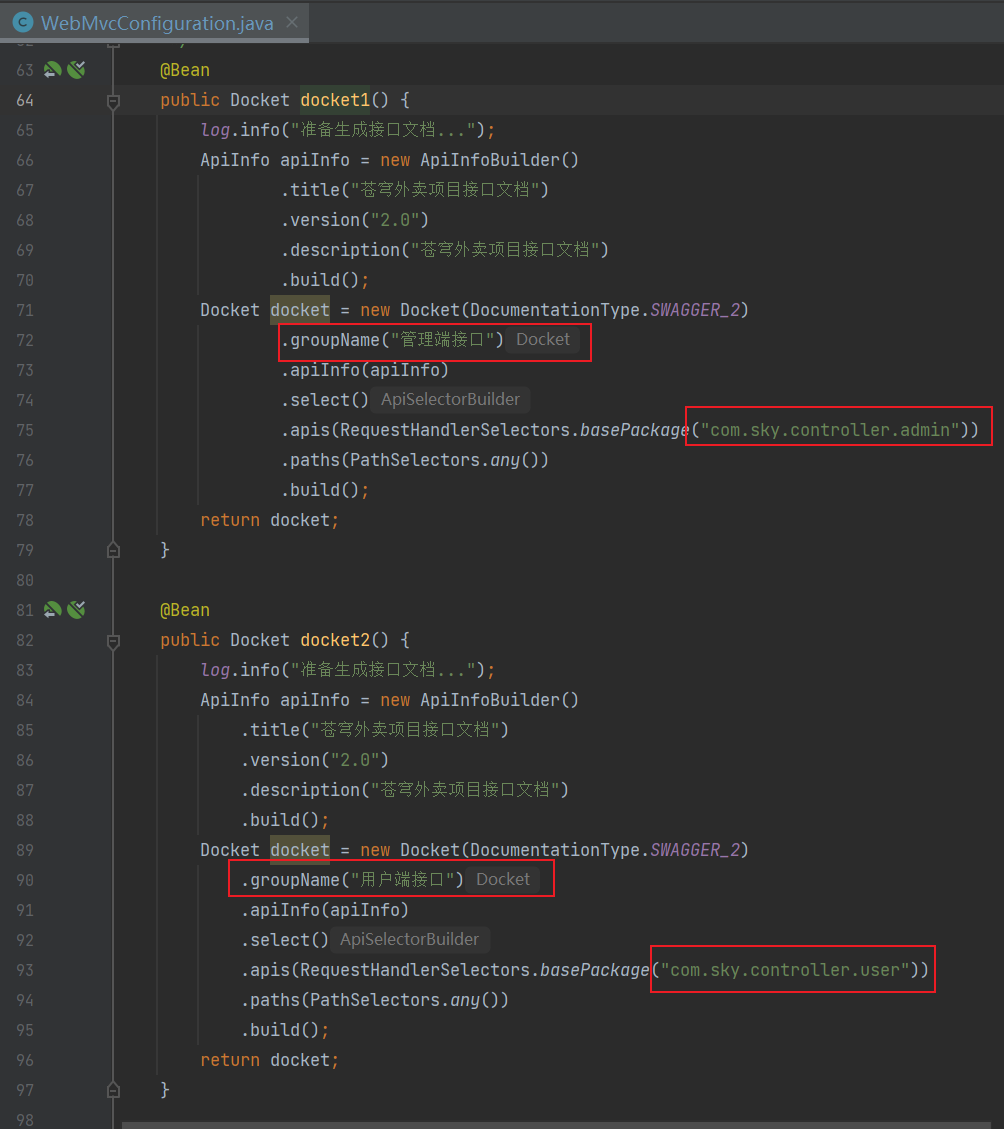 WebMvcConfiguration.java
63 @Bean
64 public Docket docket1() {
65 log.info("准备生成接口文档...");
66 ApiInfo apiInfo = new ApiInfoBuilder()
67 .title("苍穹外卖项目接口文档")
68 .version("2.0")
69 .description("苍穹外卖项目接口文档")
70 .build();
71 Docket docket = new Docket(DocumentationType.SWAGGER_2)
72 .groupName("管理端接口") Docket
73 .apiInfo(apiInfo)
74 .select() ApiSelectorBuilder
75 .apis(RequestHandlerSelectors.basePackage("com.sky.controller.admin"))
76 .paths(PathSelectors.any())
77 .build();
78 return docket;
79 }
80
81 @Bean
82 public Docket docket2() {
83 log.info("准备生成接口文档...");
84 ApiInfo apiInfo = new ApiInfoBuilder()
85 .title("苍穹外卖项目接口文档")
86 .version("2.0")
87 .description("苍穹外卖项目接口文档")
88 .build();
89 Docket docket = new Docket(DocumentationType.SWAGGER_2)
90 .groupName("用户端接口") Docket
91 .apiInfo(apiInfo)
92 .select() ApiSelectorBuilder
93 .apis(RequestHandlerSelectors.basePackage("com.sky.controller.user"))
94 .paths(PathSelectors.any())
95 .build();
96 return docket;
97 }
98